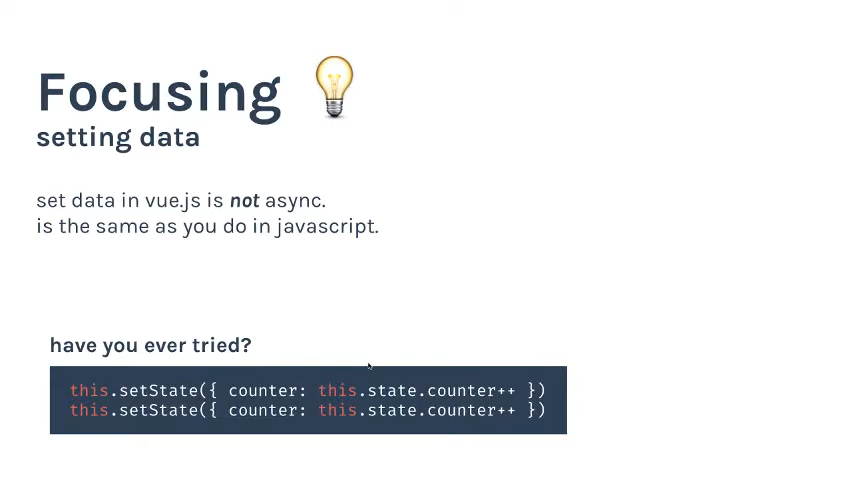 Focusing
setting data
set data in vue.js is not async.
is the same as you do in javascript.
have you ever tried?
this.setState({ counter: this.state.counter++ })
this.setState({ counter: this.state.counter++ })